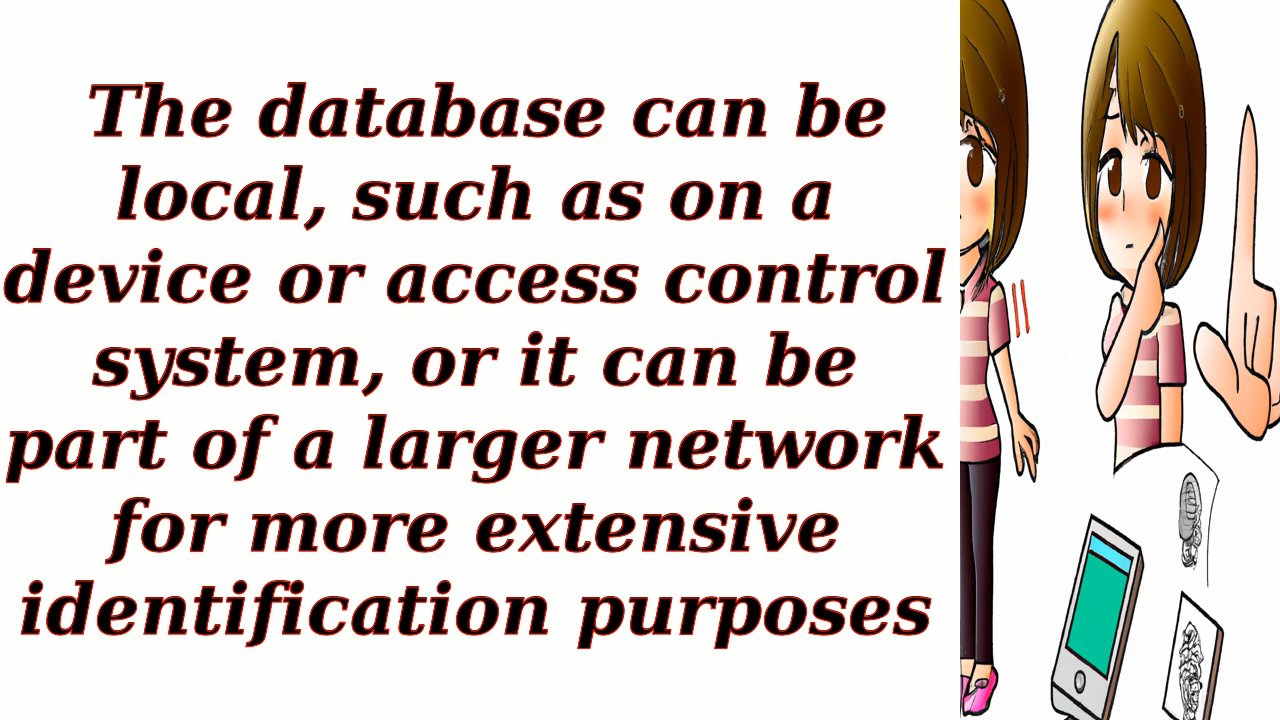 The database can be
local, such as on a
device or access control
system, or it can be
part of a larger network
for more extensive
identification purposes